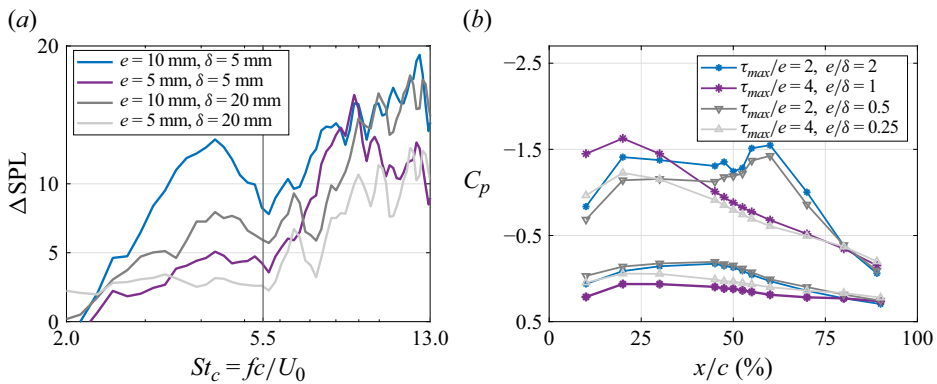 (a)
(b)
20
10
5
0
ΔSPL
e = 10 mm, δ = 5 mm
e = 5 mm, δ = 5 mm
e = 10 mm, δ = 20 mm
e = 5 mm, δ = 20 mm
2.0
5.5
13.0
St_c = fc/U_0
−2.5
−1.5
−0.5
0.5
C_p
τ_max/e = 2, e/δ = 2
τ_max/e = 4, e/δ = 1
τ_max/e = 2, e/δ = 0.5
τ_max/e = 4, e/δ = 0.25
0
25
50
75
100
x/c (%)